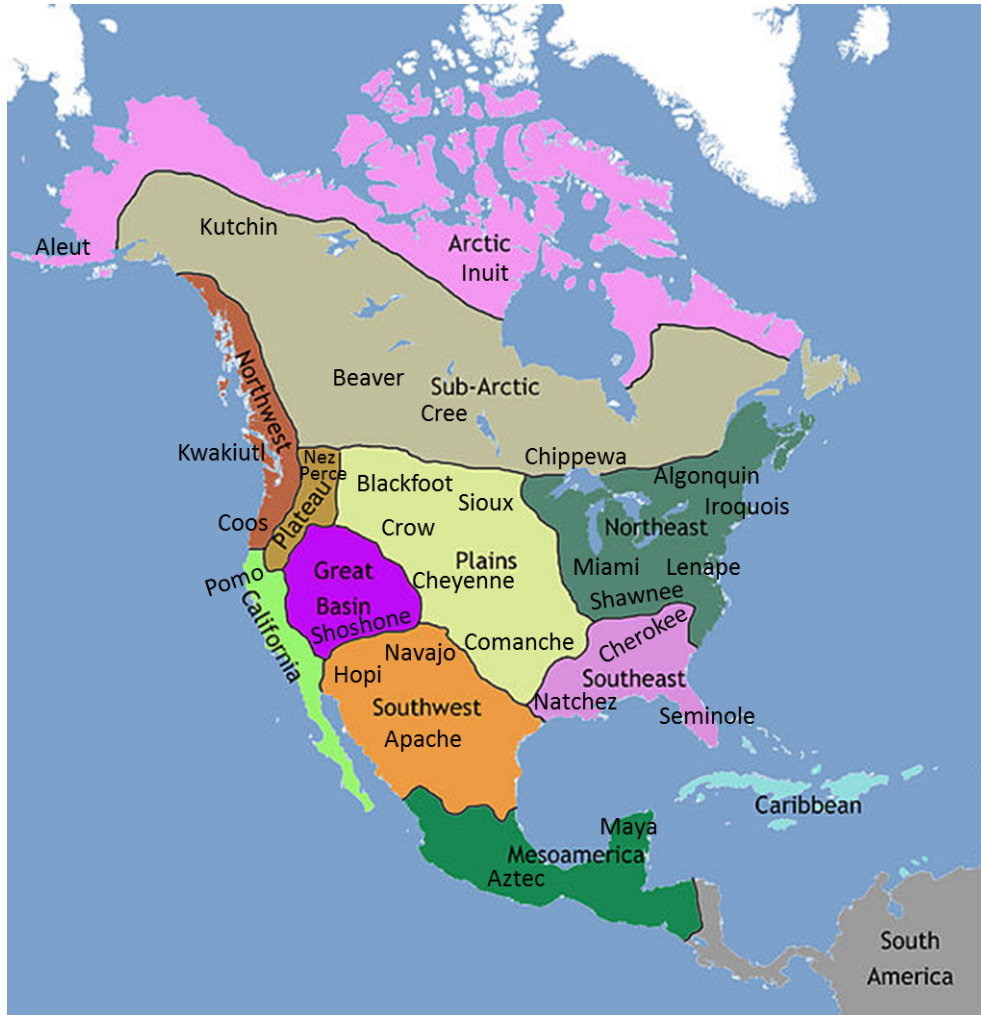 Kutchin
Aleut
Arctic
Inuit
Beaver
Sub-Arctic
Cree
Northwest
Kwakiutl
Chippewa
Nez
Perce
Blackfoot
Sioux
Algonquin
Iroquois
Plateau
Coos
Crow
Northeast
Great
Basin
Shoshone
Plains
Cheyenne
Miami
Lenape
Shawnee
Pomo
California
Comanche
Cherokee
Navajo
Hopi
Southeast
Southwest
Natchez
Seminole
Apache
Caribbean
Maya
Mesoamerica
Aztec
South
America